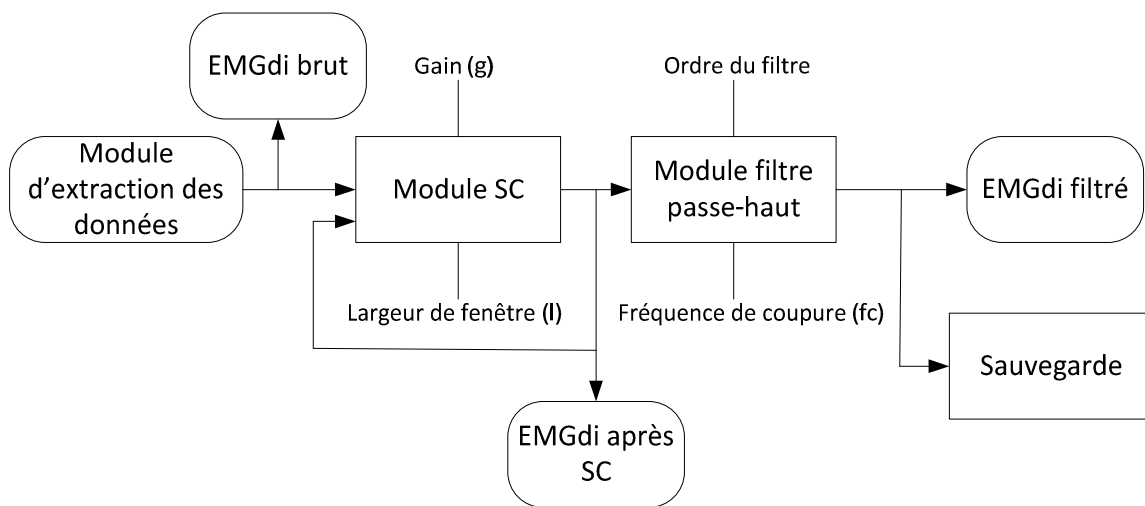 EMGdi brut
Gain (g)
Ordre du filtre
Module
d’extraction des
données
Module SC
Module filtre
passe-haut
EMGdi filtré
Largeur de fenêtre (l)
Fréquence de coupure (fc)
Sauvegarde
EMGdi après
SC